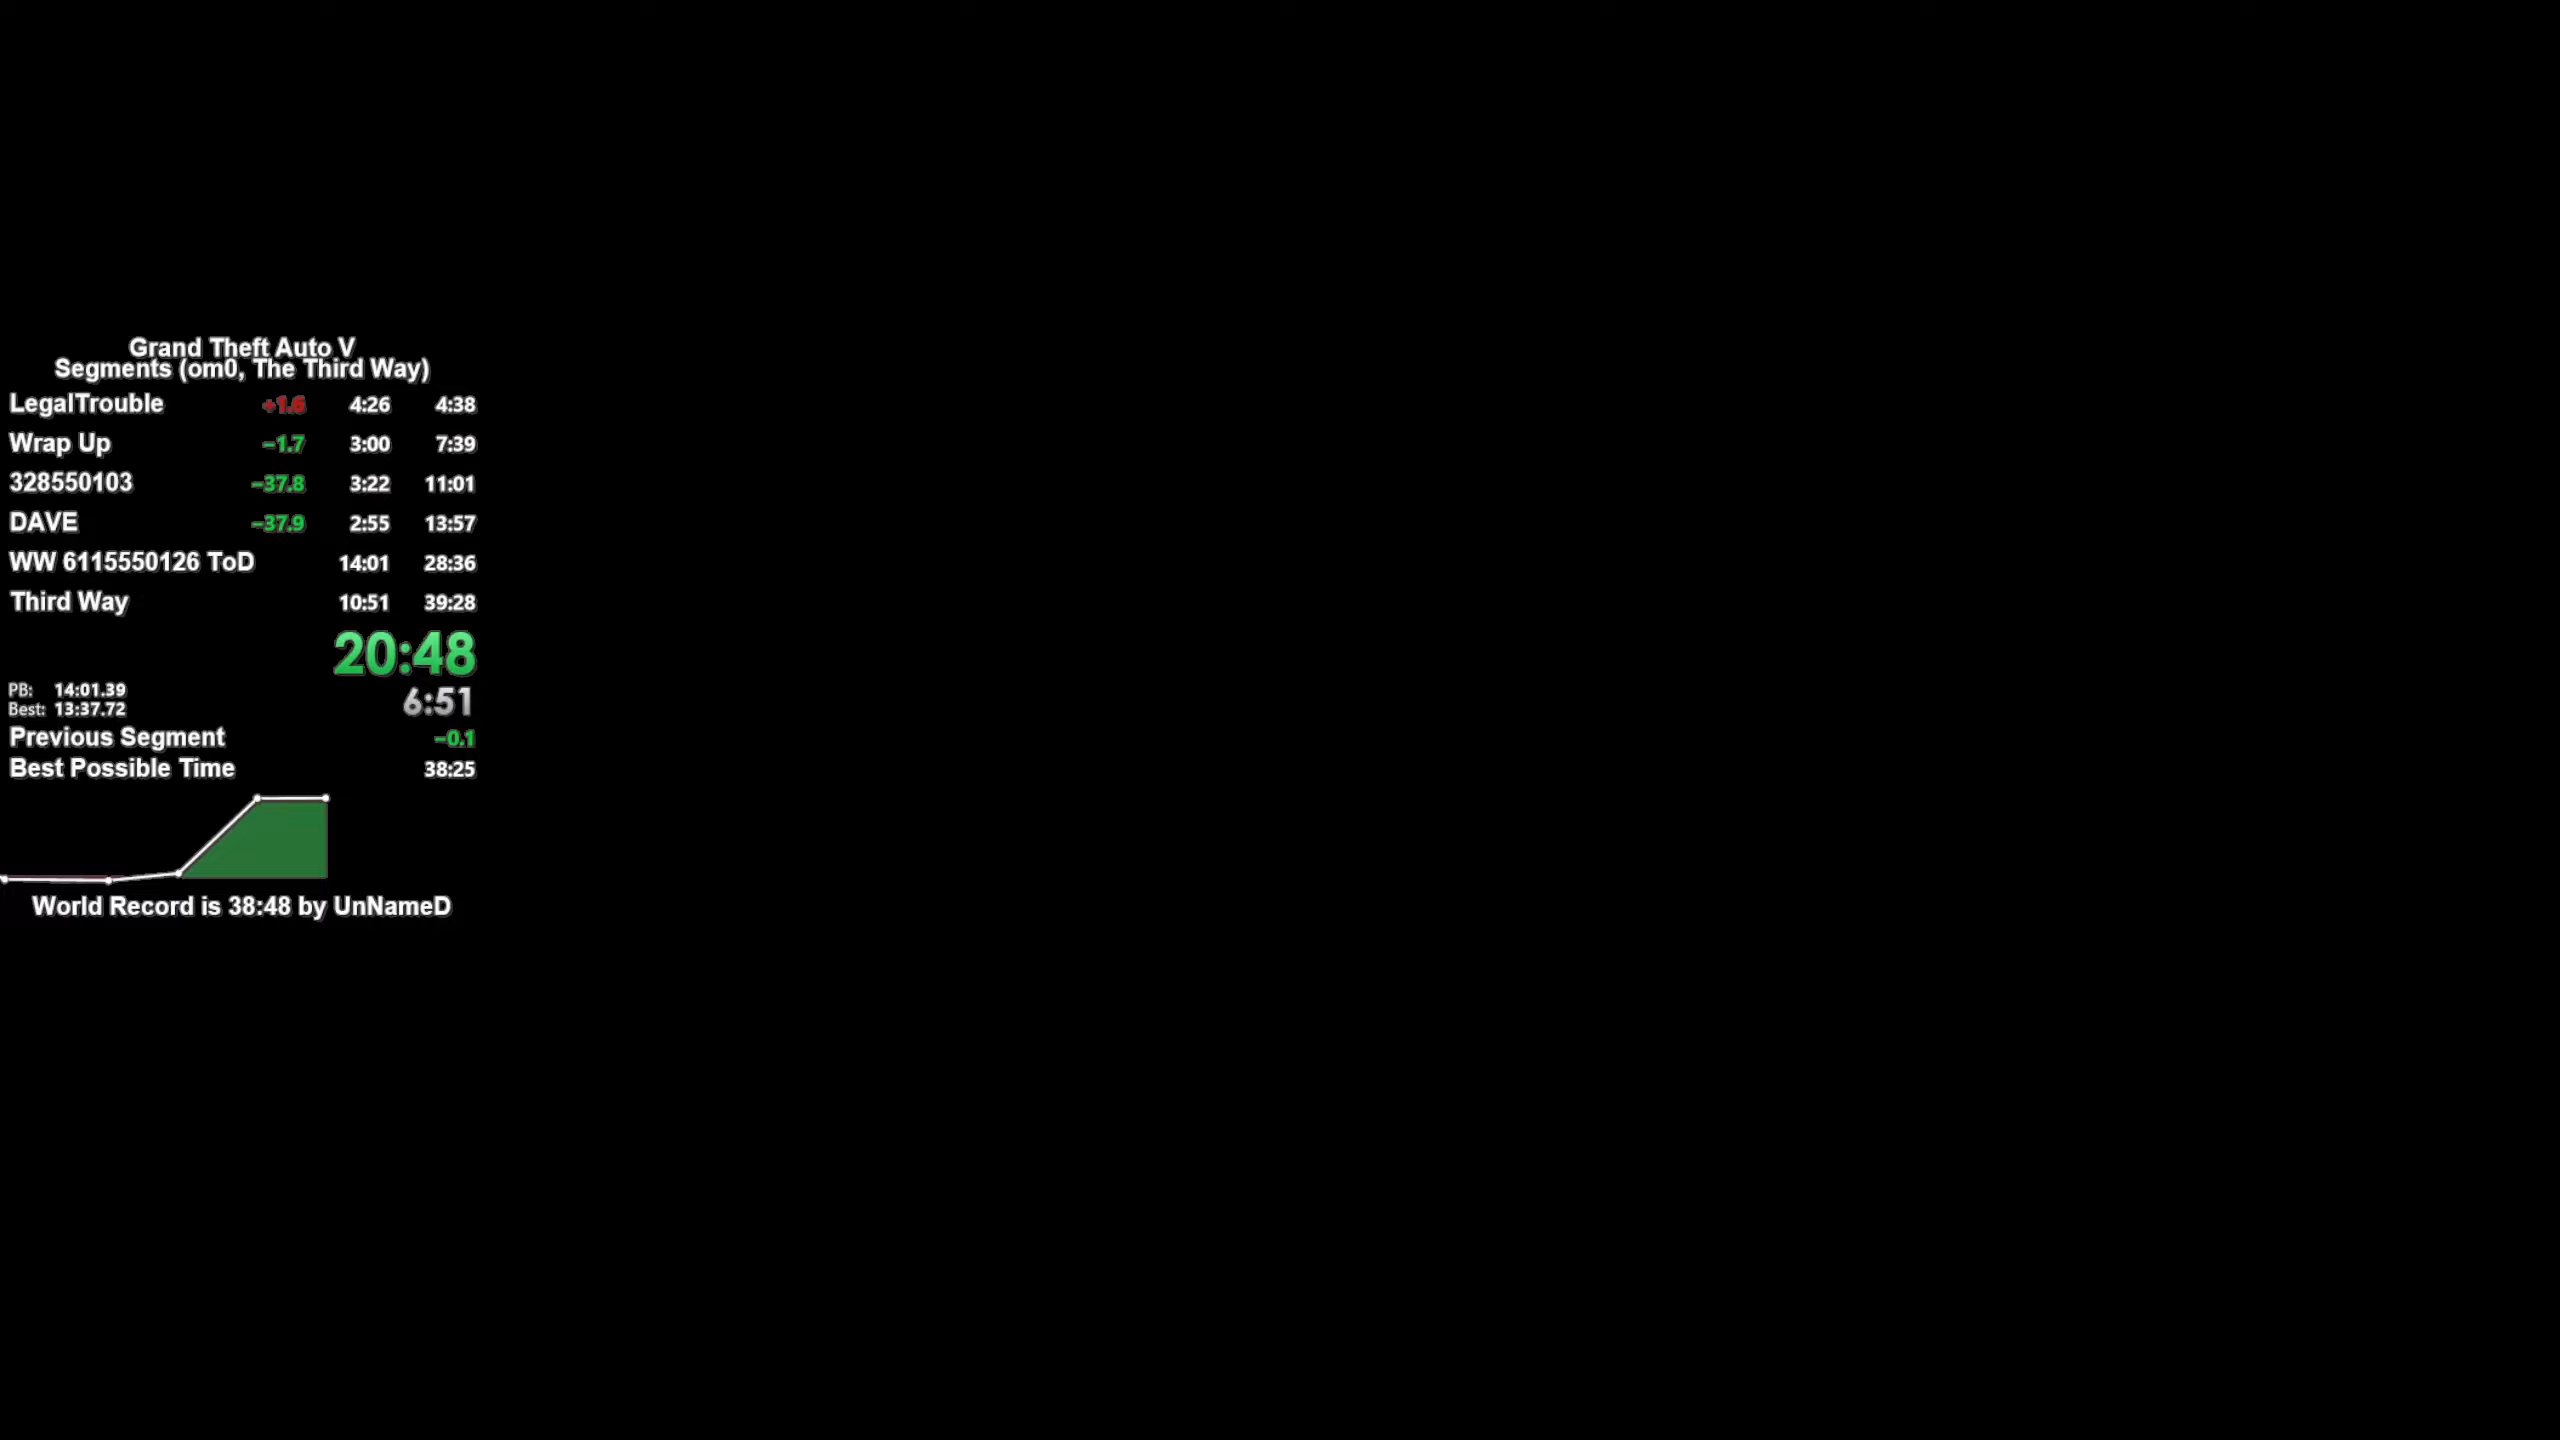 Grand Theft Auto V
Segments (om0, The Third Way)
LegalTrouble +1.6 4:26 4:38
Wrap Up −1.7 3:00 7:39
328550103 −37.8 3:22 11:01
DAVE −37.9 2:55 13:57
WW 6115550126 ToD 14:01 28:36
Third Way 10:51 39:28
20:48
PB: 14:01.39 6:51
Best: 13:37.72
Previous Segment −0.1
Best Possible Time 38:25
World Record is 38:48 by UnNameD